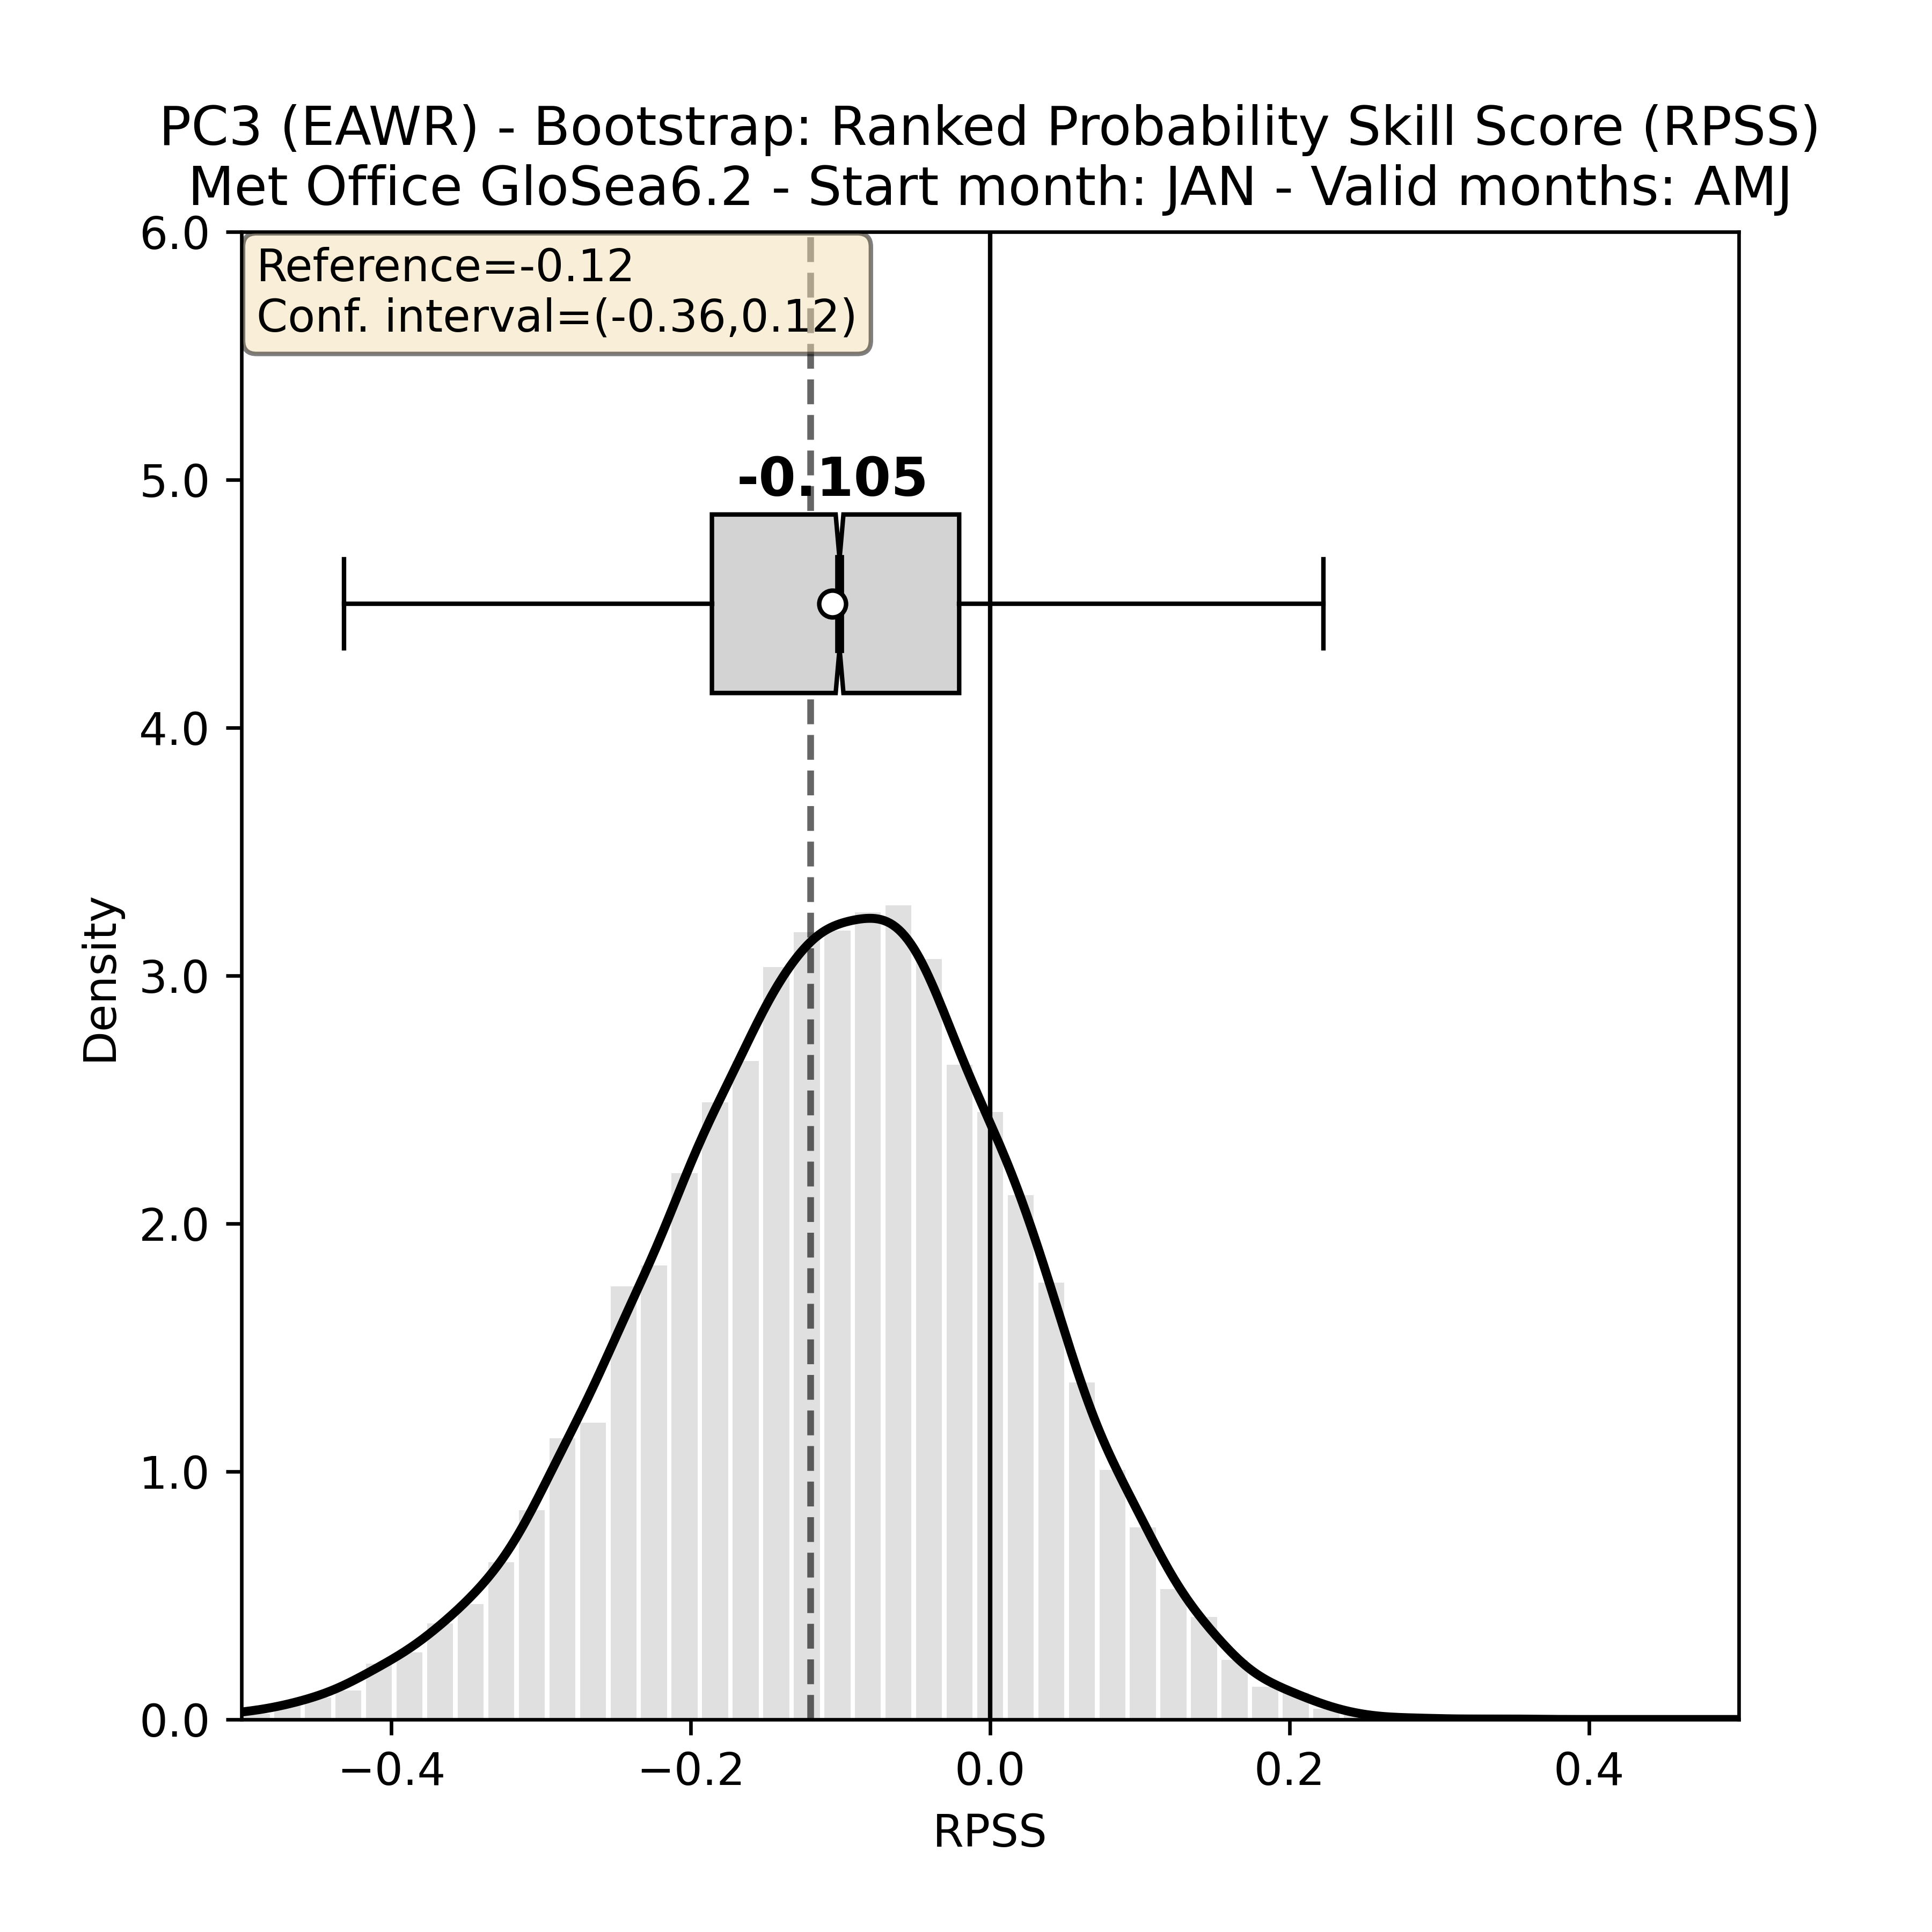 PC3 (EAWR) - Bootstrap: Ranked Probability Skill Score (RPSS)
Met Office GloSea6.2 - Start month: JAN - Valid months: AMJ
Reference=-0.12
Conf. interval=(-0.36,0.12)
-0.105
6.0
5.0
4.0
3.0
2.0
1.0
0.0
Density
−0.4
−0.2
0.0
0.2
0.4
RPSS